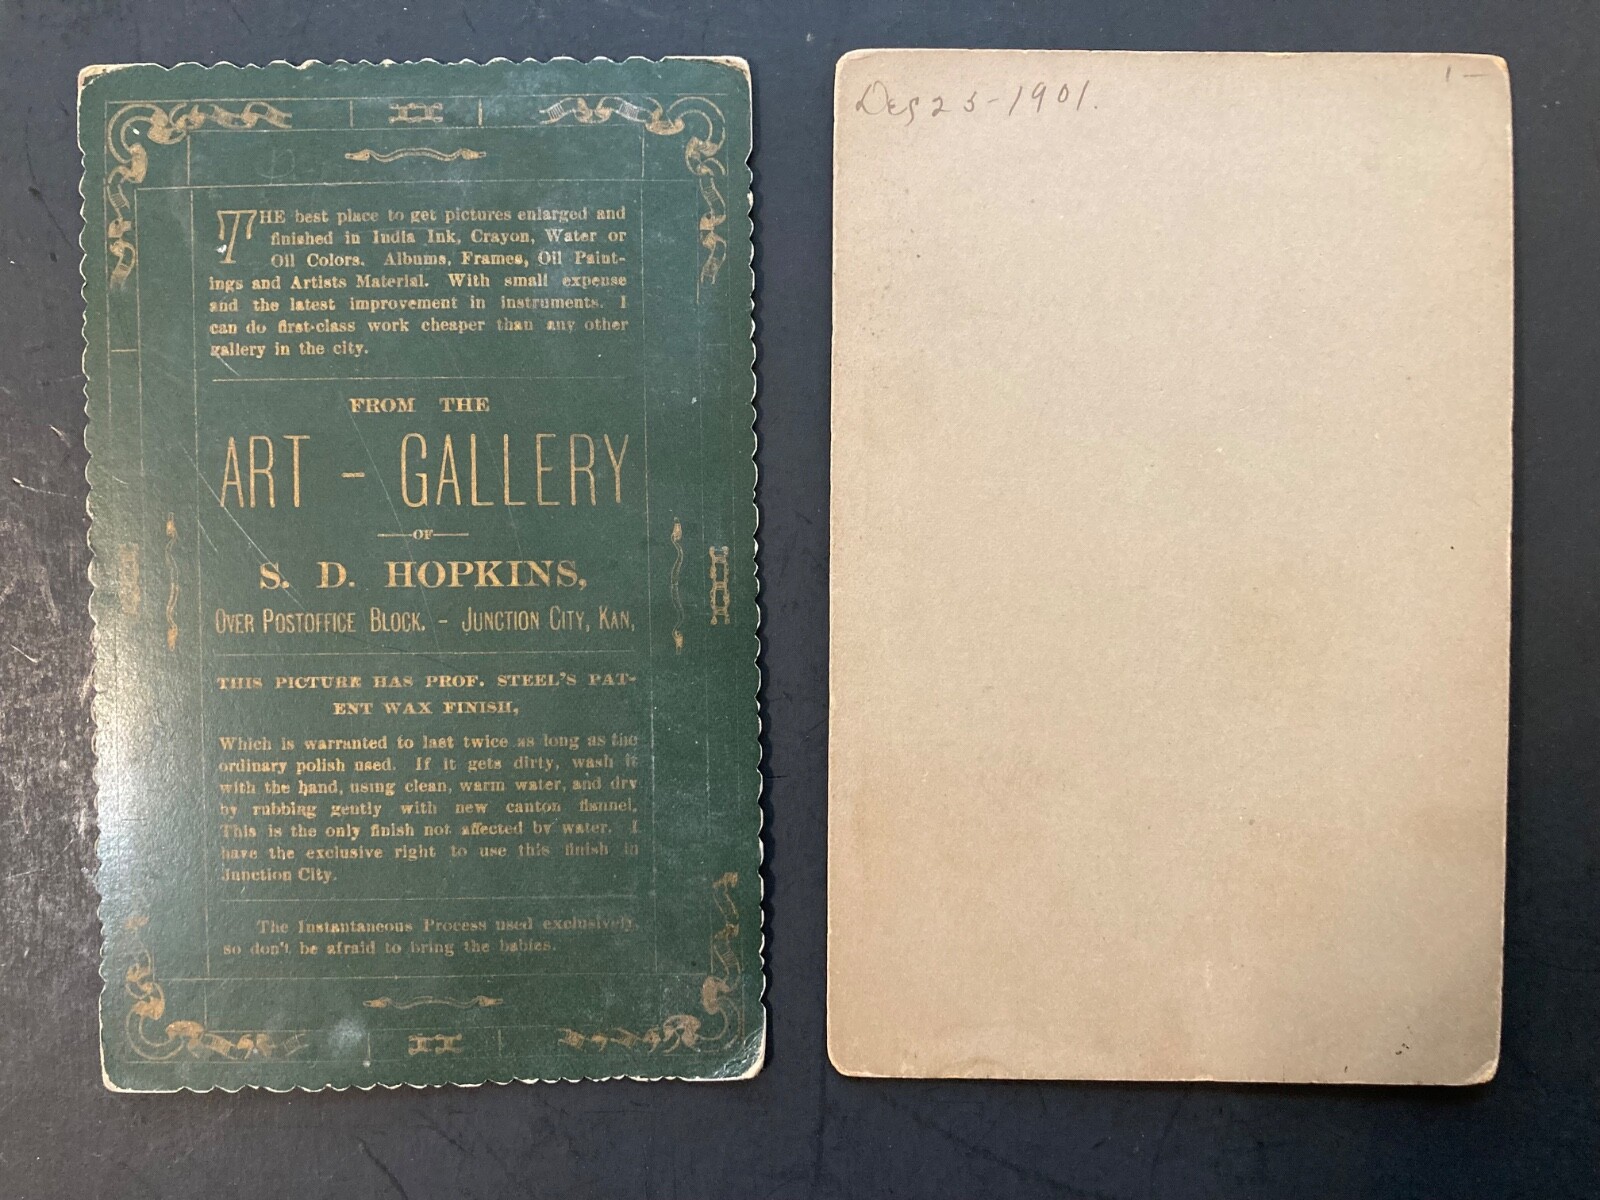 THE best place to get pictures enlarged and
finished in India Ink, Crayon, Water or
Oil Colors. Albums, Frames, Oil Paint-
ings and Artists Material. With small expense
and the latest improvement in instruments. I
can do first-class work cheaper than any other
gallery in the city.
FROM THE
ART - GALLERY
—OF—
S. D. HOPKINS,
OVER POSTOFFICE BLOCK. - JUNCTION CITY, KAN,
THIS PICTURE HAS PROF. STEEL'S PAT-
ENT WAX FINISH,
Which is warranted to last twice as long as the
ordinary polish used. If it gets dirty, wash it
with the hand, using clean, warm water, and dry
by rubbing gently with new canton flannel.
This is the only finish not affected by water. I
have the exclusive right to use this finish in
Junction City.
The Instantaneous Process used exclusively,
so don't be afraid to bring the babies.
25-1901.
1 —